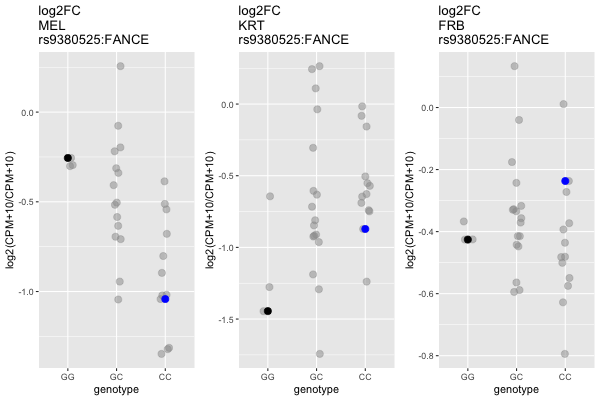 log2FC
MEL
rs9380525:FANCE
log2(CPM+10/CPM+10)
0.0
-0.5
-1.0
GG GC CC
genotype
log2FC
KRT
rs9380525:FANCE
log2(CPM+10/CPM+10)
0.0
-0.5
-1.0
-1.5
GG GC CC
genotype
log2FC
FRB
rs9380525:FANCE
log2(CPM+10/CPM+10)
0.0
-0.2
-0.4
-0.6
-0.8
GG GC CC
genotype